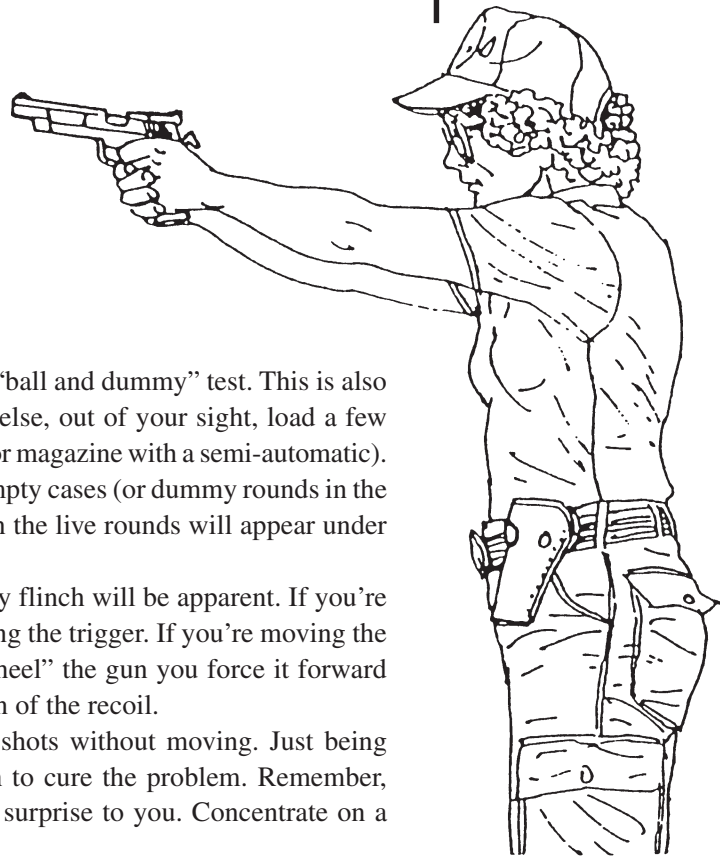 “ball and dummy” test. This is also
else, out of your sight, load a few
or magazine with a semi-automatic).
cases (or dummy rounds in the
the live rounds will appear under
flinch will be apparent. If you’re
the trigger. If you’re moving the
the gun you force it forward
of the recoil.
shots without moving. Just being
to cure the problem. Remember,
surprise to you. Concentrate on a